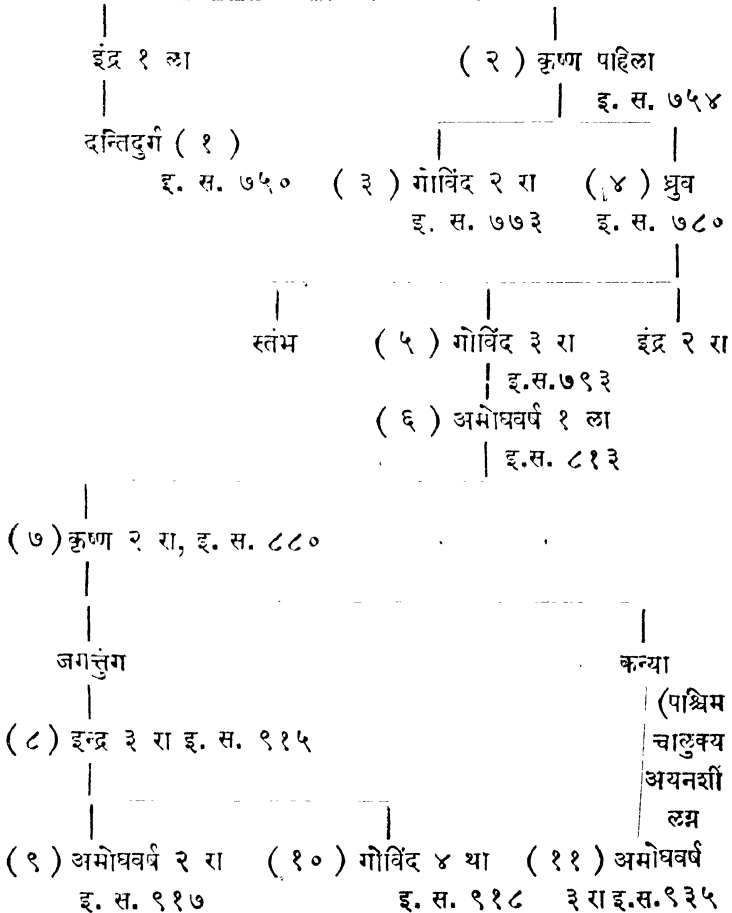 इंद्र १ ला ( २ ) कृष्ण पाहिला
इ. स. ७५४
दन्तिदुर्ग ( १ )
इ. स. ७५० ( ३ ) गोविंद २ रा ( ४ ) ध्रुव
इ. स. ७७३ इ. स. ७८०
स्तंभ ( ५ ) गोविंद ३ रा इंद्र २ रा
इ.स.७९३
( ६ ) अमोघवर्ष १ ला
इ.स. ८१३
( ७ ) कृष्ण २ रा, इ. स. ८८०
जगत्तुंग कन्या
(पाश्चिम
( ८ ) इन्द्र ३ रा इ. स. ९१५ चालुक्य
अयनशीं
लग्न
( ९ ) अमोघवर्ष २ रा ( १० ) गोविंद ४ था ( ११ ) अमोघवर्ष
इ. स. ९१७ इ. स. ९१८ ३ रा इ.स.९३५